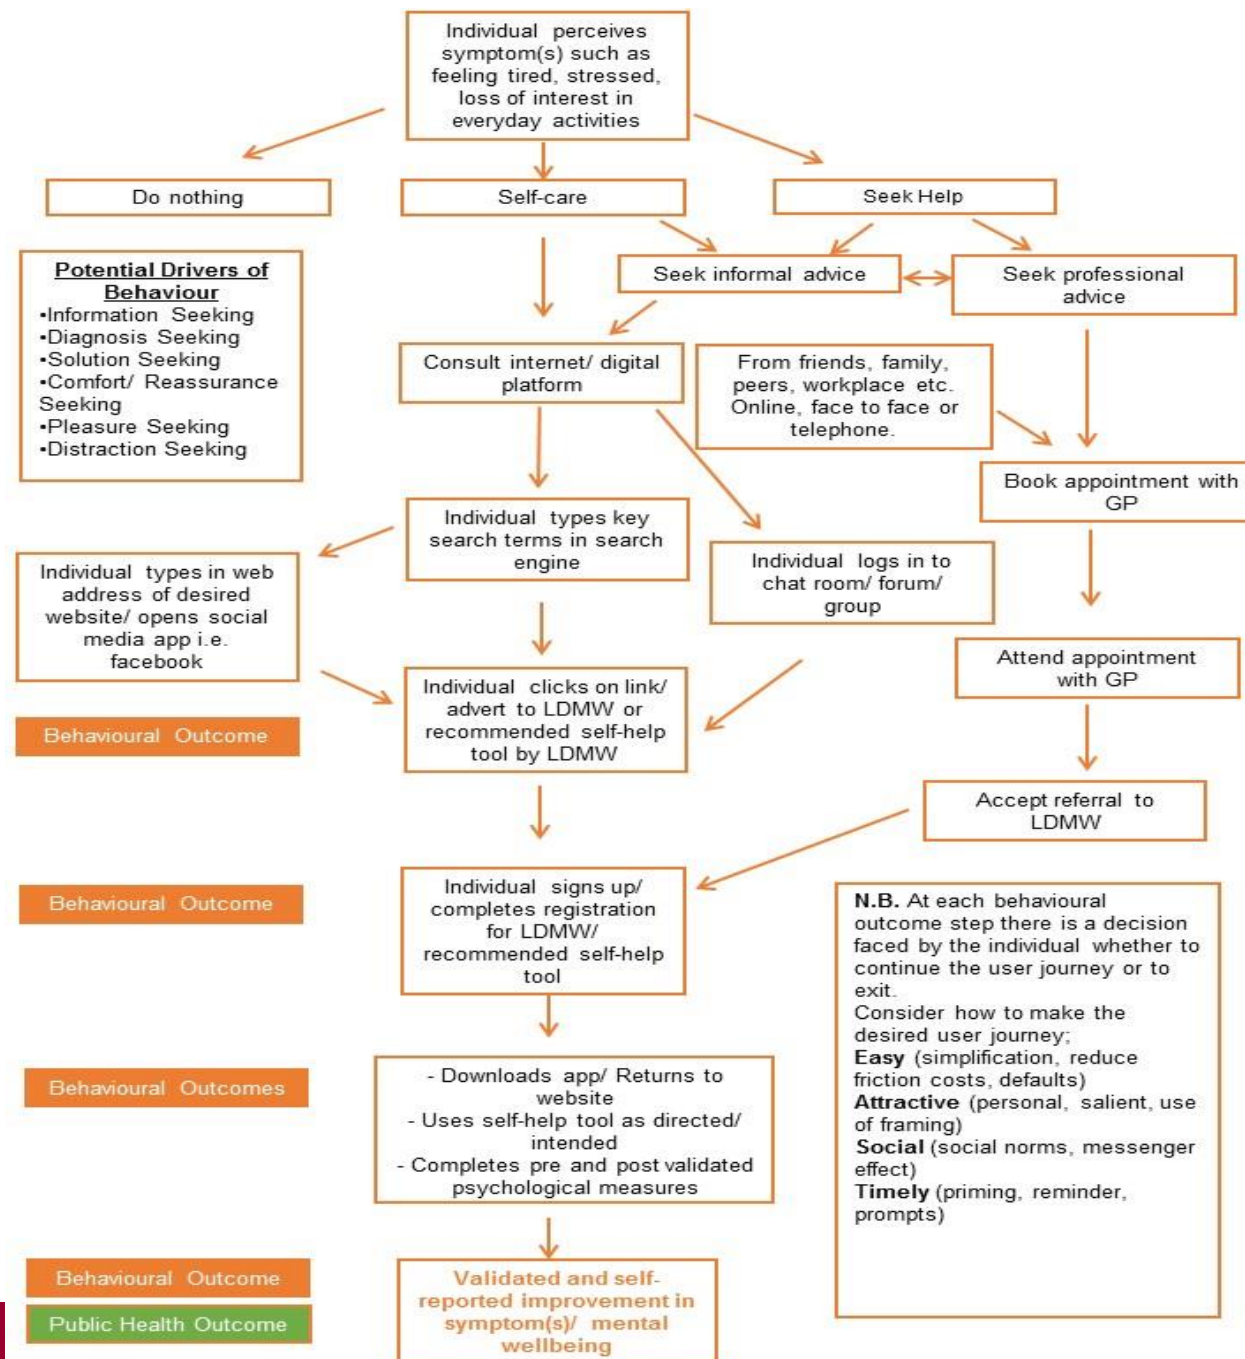 Individual perceives
symptom(s) such as
feeling tired, stressed,
loss of interest in
everyday activities
Do nothing
Self-care
Seek Help
Potential Drivers of
Behaviour
•Information Seeking
•Diagnosis Seeking
•Solution Seeking
•Comfort/ Reassurance
Seeking
•Pleasure Seeking
•Distraction Seeking
Seek informal advice
Seek professional
advice
Consult internet/ digital
platform
From friends, family,
peers, workplace etc.
Online, face to face or
telephone.
Book appointment with
GP
Individual types key
search terms in search
engine
Individual types in web
address of desired
website/ opens social
media app i.e.
facebook
Individual logs in to
chat room/ forum/
group
Attend appointment
with GP
Behavioural Outcome
Individual clicks on link/
advert to LDMW or
recommended self-help
tool by LDMW
Accept referral to
LDMW
Behavioural Outcome
Individual signs up/
completes registration
for LDMW/
recommended self-help
tool
N.B. At each behavioural
outcome step there is a decision
faced by the individual whether to
continue the user journey or to
exit.
Consider how to make the
desired user journey;
Easy (simplification, reduce
friction costs, defaults)
Attractive (personal, salient, use
of framing)
Social (social norms, messenger
effect)
Timely (priming, reminder,
prompts)
Behavioural Outcomes
- Downloads app/ Returns to
website
- Uses self-help tool as directed/
intended
- Completes pre and post validated
psychological measures
Behavioural Outcome
Public Health Outcome
Validated and self-
reported improvement in
symptom(s)/ mental
wellbeing